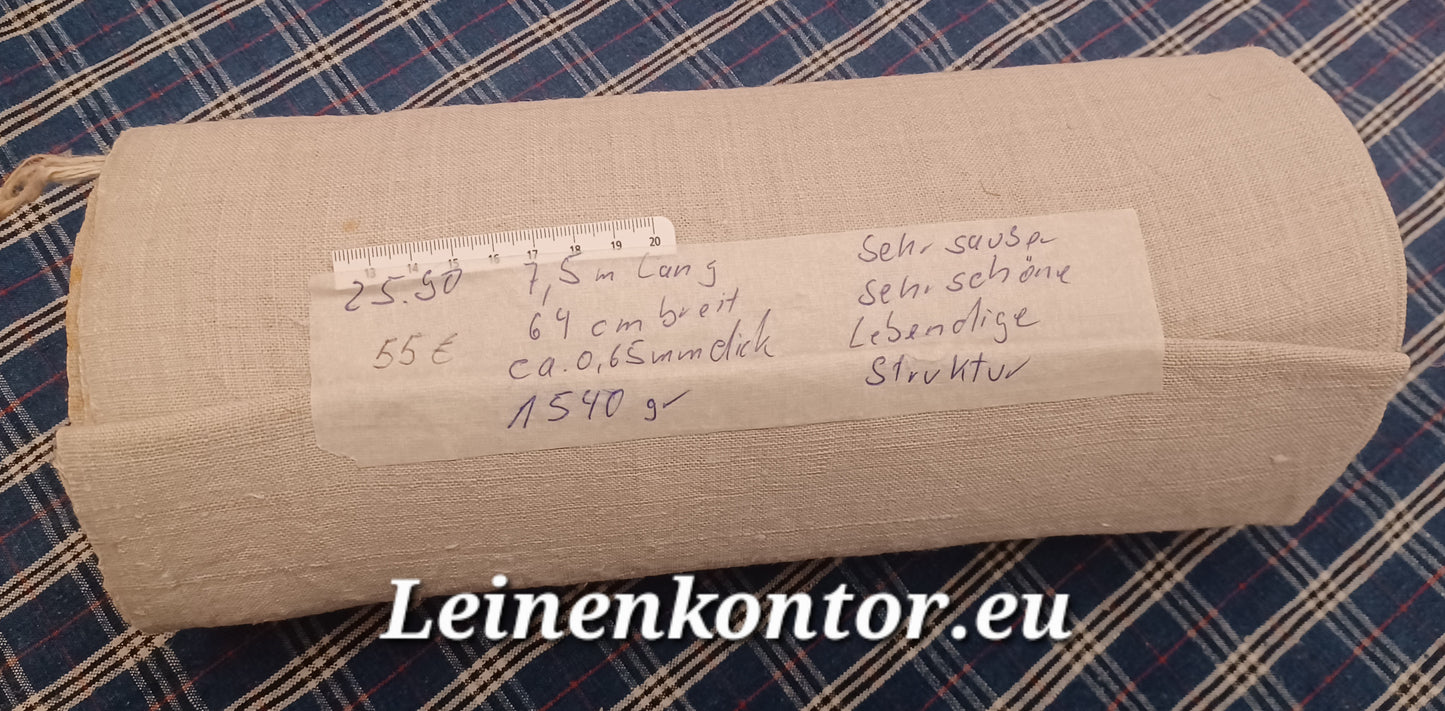 13 14 15 16 17 18 19 20
25.90
55 €
7,5 m lang
64 cm breit
ca. 0,65 mm dick
1540 gr
sehr sauber
sehr schöne
Lebendige
Struktur
Leinenkontor.eu